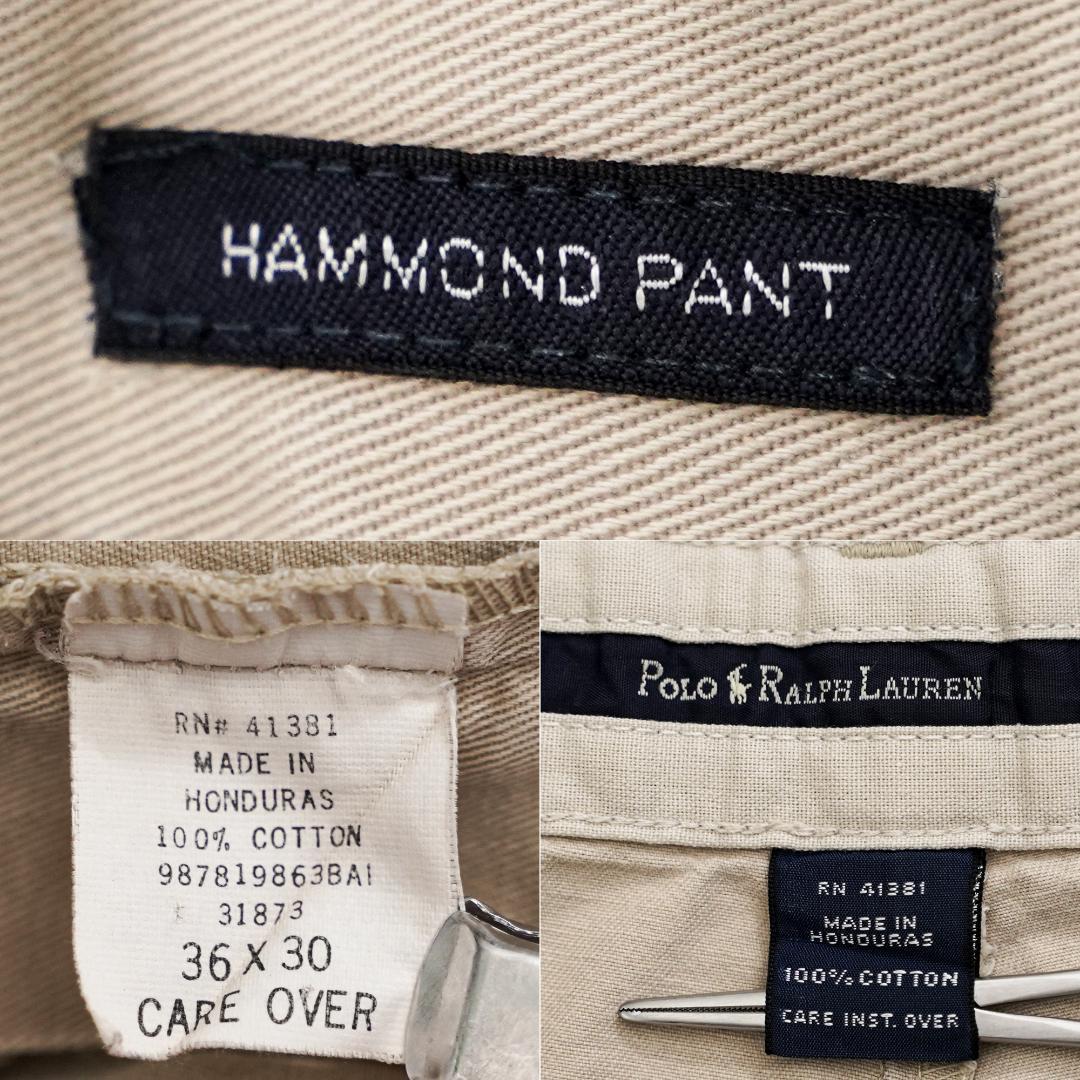 HAMMOND PANT
RN# 41381
MADE IN
HONDURAS
100% COTTON
987819863BAI
31873
36 X 30
CARE OVER
POLO RALPH LAUREN
RN 41381
MADE IN
HONDURAS
100% COTTON
CARE INST. OVER